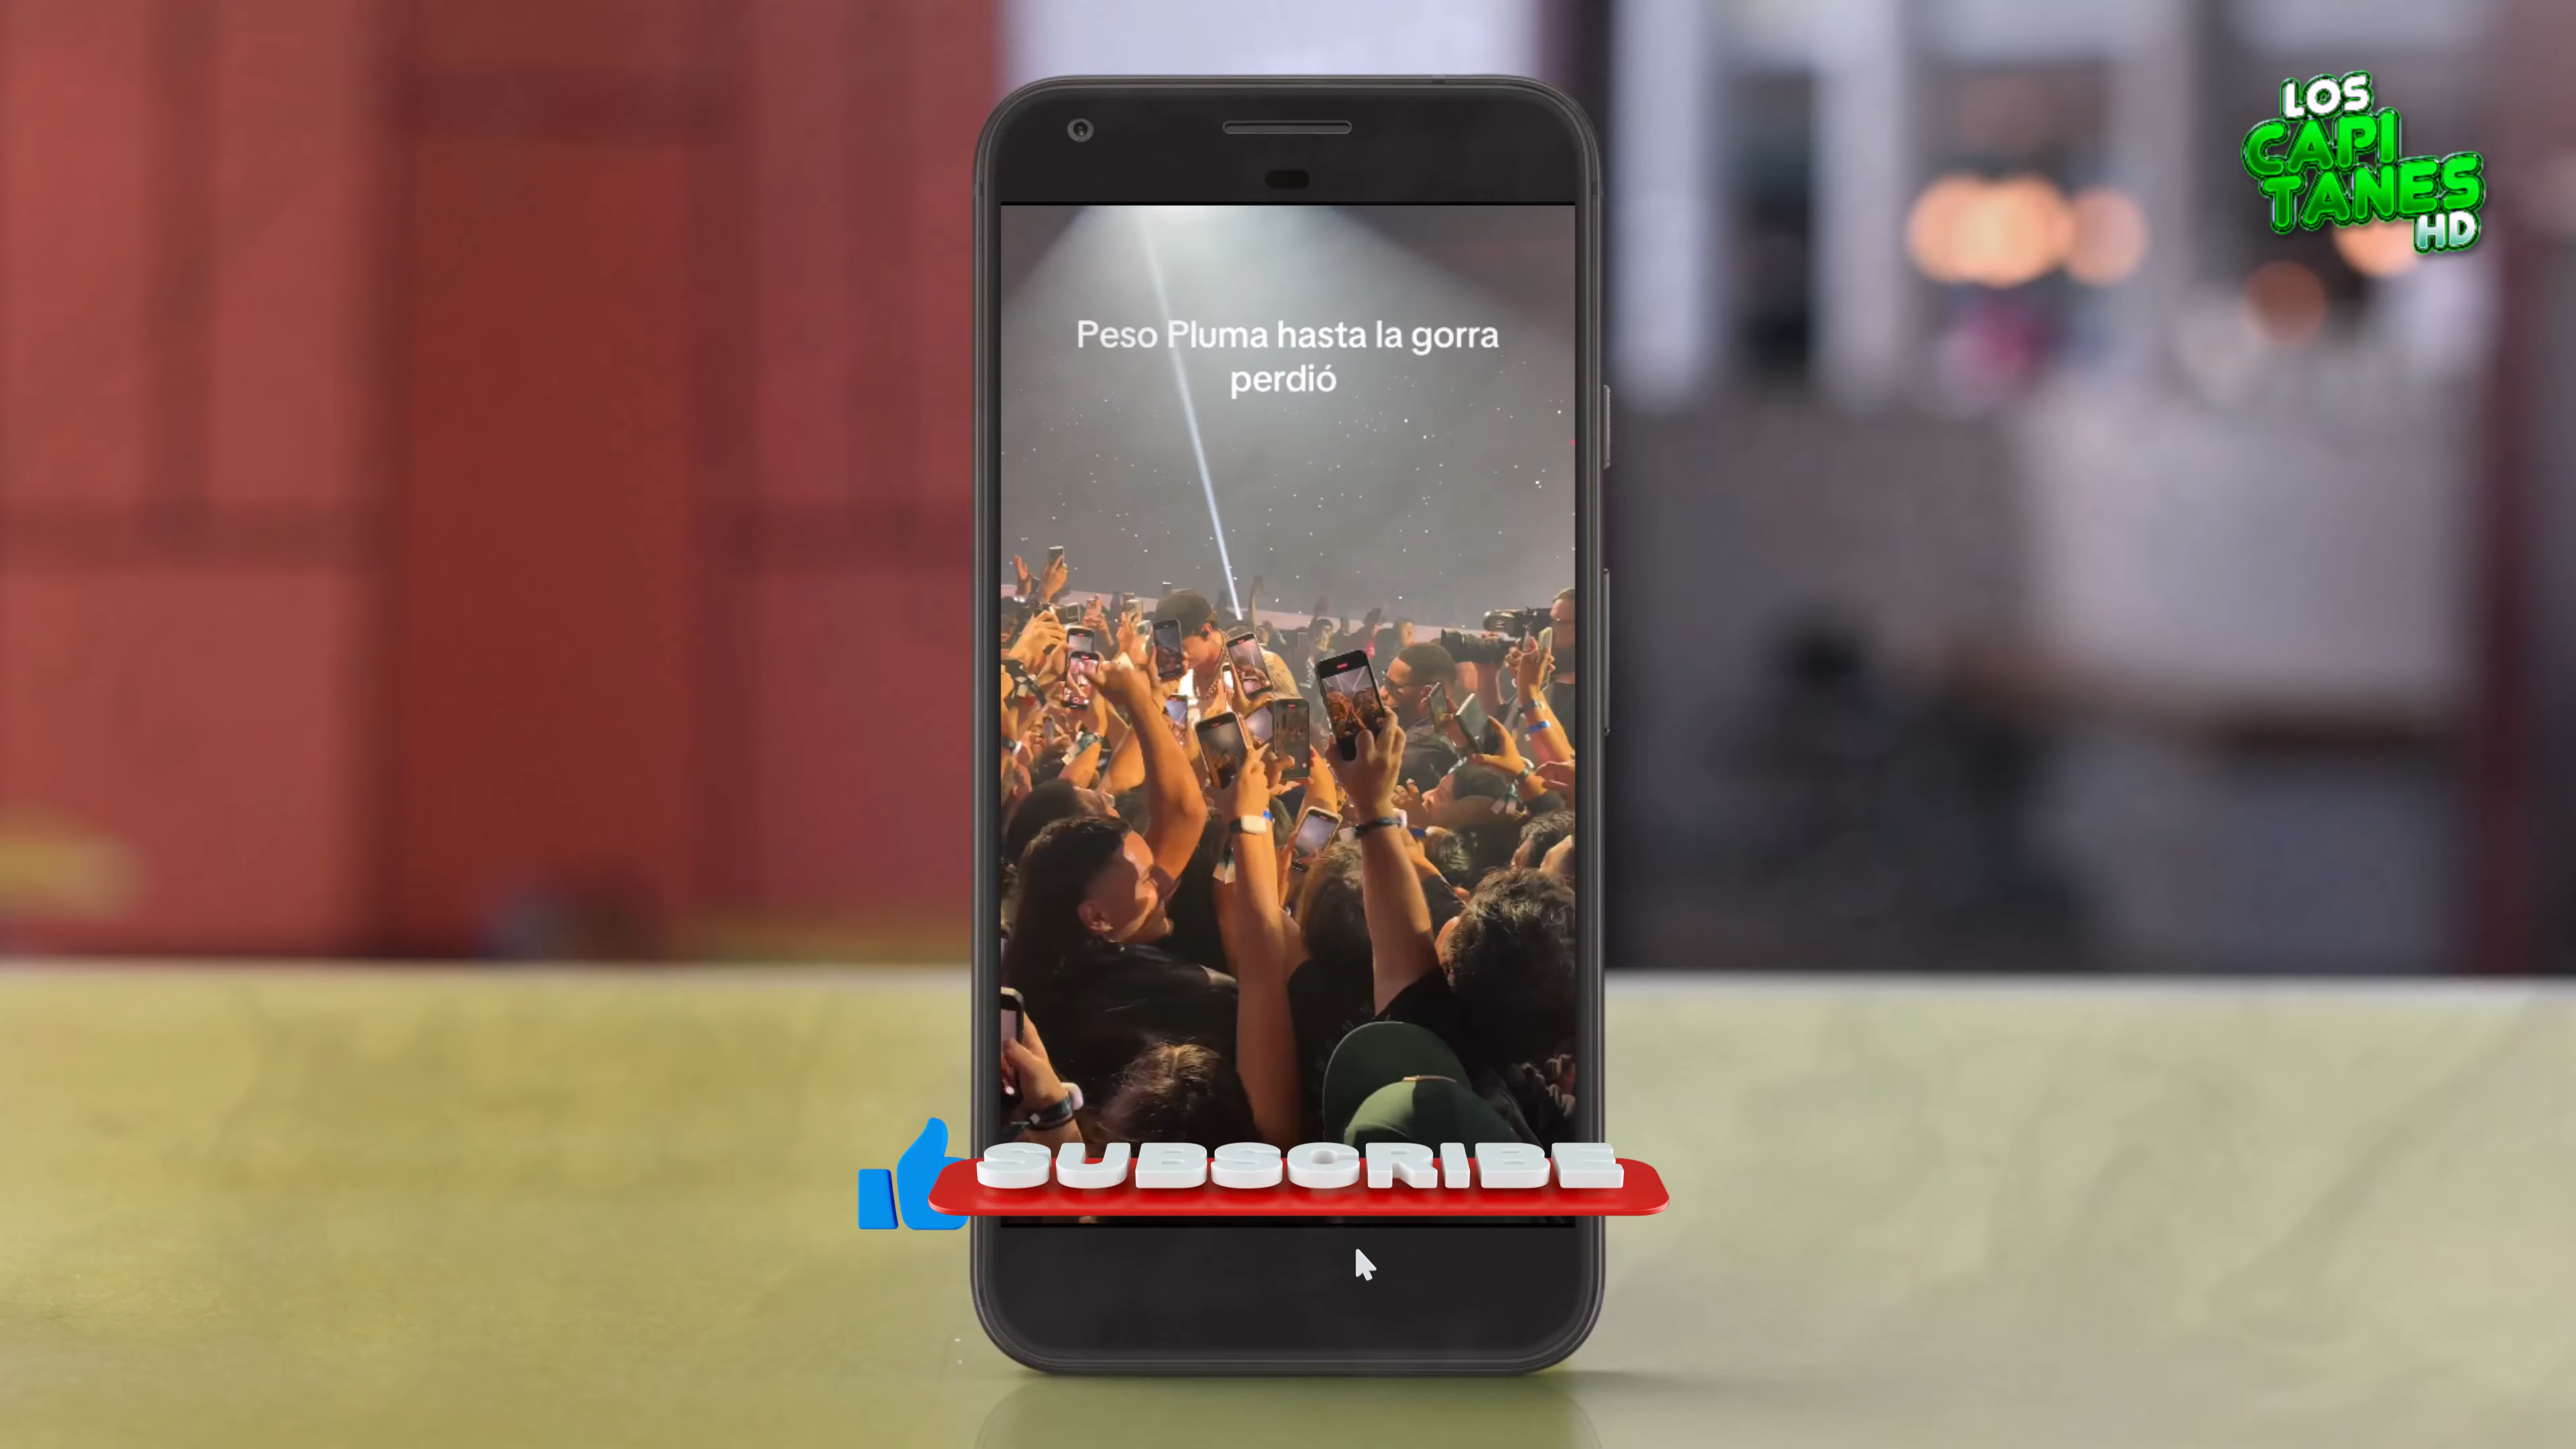 LOS
CAPI
TANES
HD
Peso Pluma hasta la gorra
perdió
SUBSCRIBE